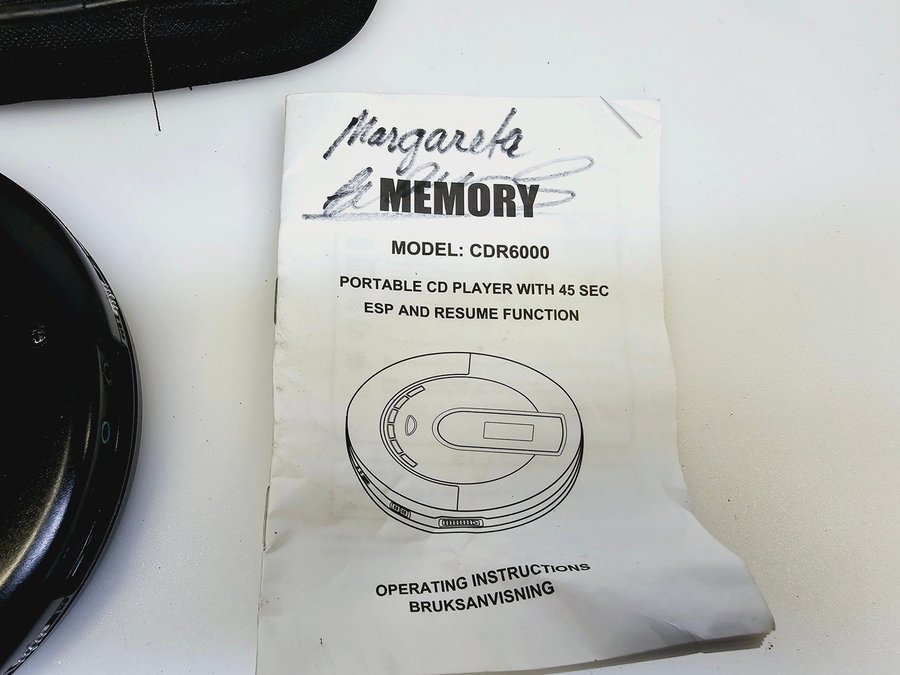 Margareta
MEMORY
MODEL: CDR6000
PORTABLE CD PLAYER WITH 45 SEC
ESP AND RESUME FUNCTION
OPERATING INSTRUCTIONS
BRUKSANVISNING